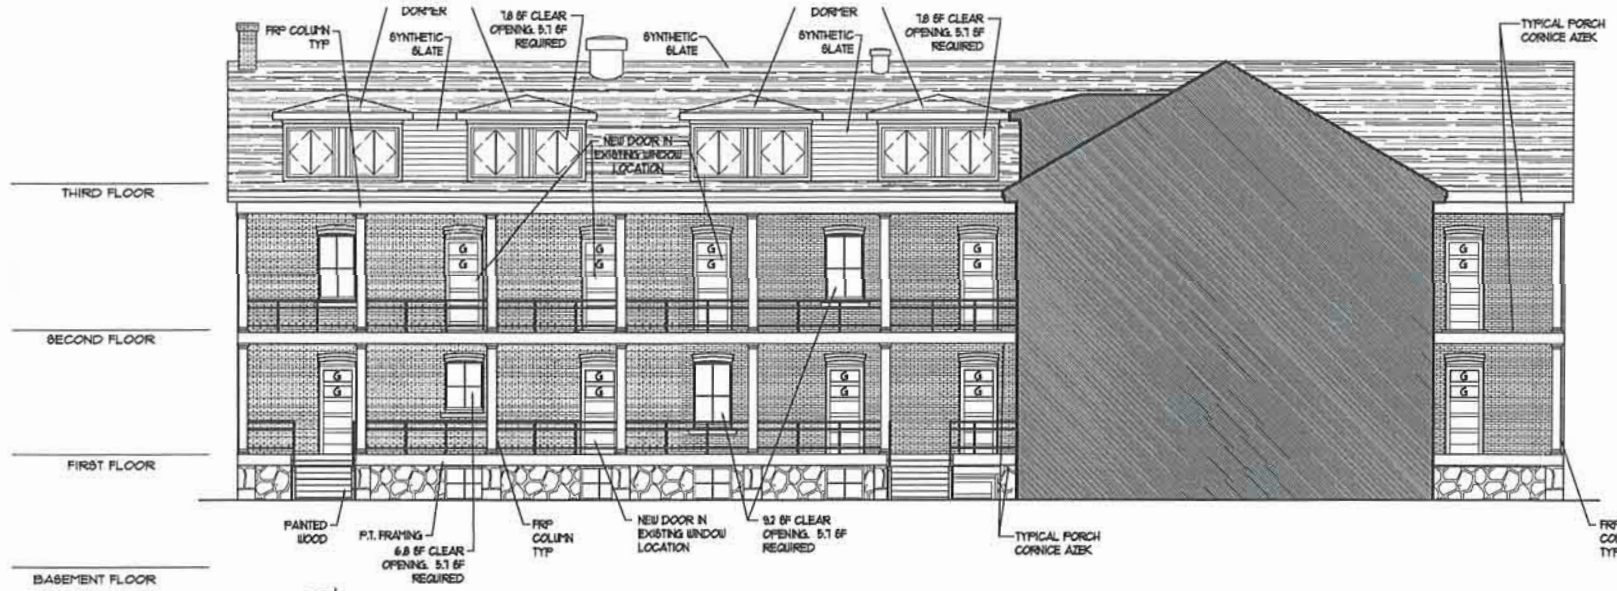 DORMER
7.8 SF CLEAR
OPENING. 5.7 SF
REQUIRED
FRP COLUMN
TYP
SYNTHETIC
SLATE
SYNTHETIC
SLATE
DORMER
SYNTHETIC
SLATE
7.8 SF CLEAR
OPENING. 5.7 SF
REQUIRED
TYPICAL PORCH
CORNICE AZEK
NEW DOOR IN
EXISTING WINDOW
LOCATION
THIRD FLOOR
G
G
G
G
G
G
G
G
G
G
SECOND FLOOR
G
G
G
G
G
G
G
G
G
G
FIRST FLOOR
PAINTED
WOOD
P.T. FRAMING
6.8 SF CLEAR
OPENING. 5.7 SF
REQUIRED
FRP
COLUMN
TYP
NEW DOOR IN
EXISTING WINDOW
LOCATION
9.2 SF CLEAR
OPENING. 5.7 SF
REQUIRED
TYPICAL PORCH
CORNICE AZEK
FRP
COL
TYP
BASEMENT FLOOR